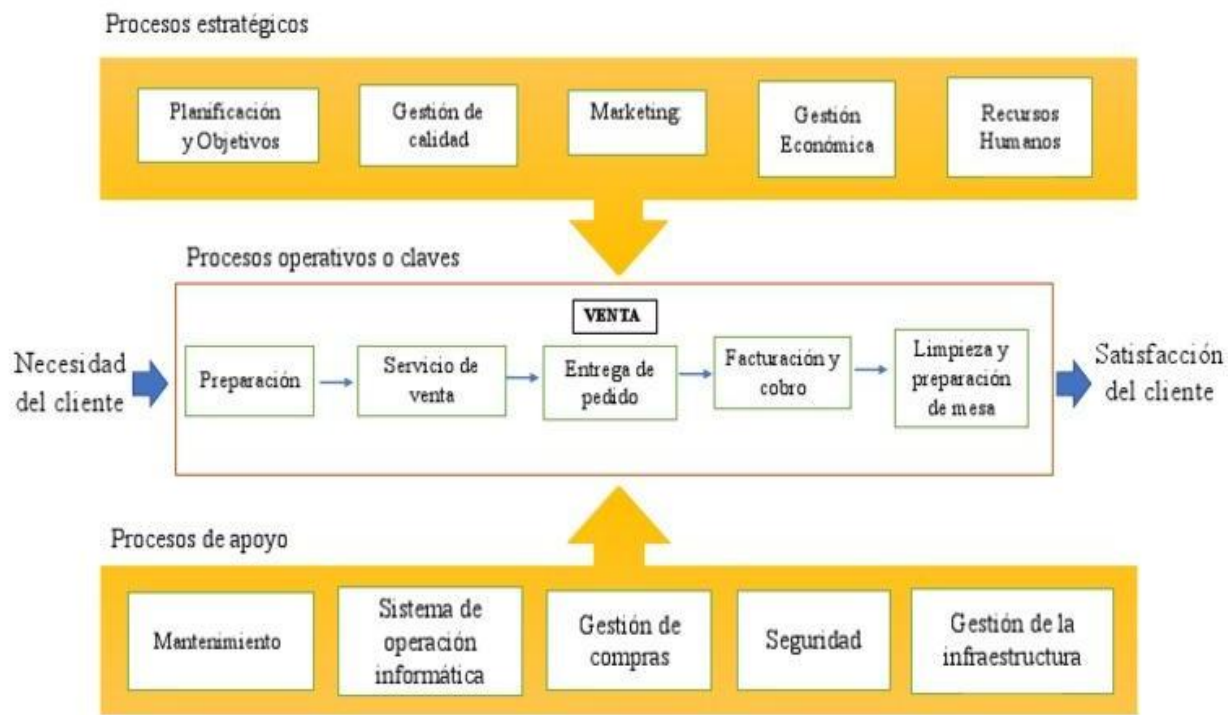 Procesos estratégicos
Planificación
y Objetivos
Gestión de
calidad
Marketing
Gestión
Económica
Recursos
Humanos
Procesos operativos o claves
VENTA
Necesidad
del cliente
Preparación
Servicio de
venta
Entrega de
pedido
Facturación y
cobro
Limpieza y
preparación
de mesa
Satisfacción
del cliente
Procesos de apoyo
Mantenimiento
Sistema de
operación
informática
Gestión de
compras
Seguridad
Gestión de la
infraestructura